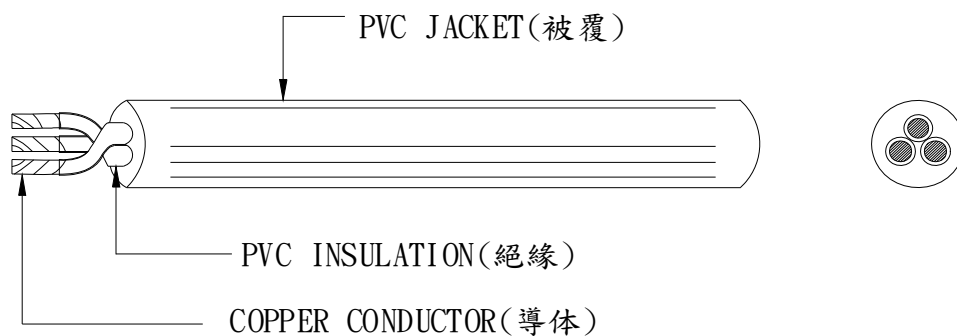 PVC JACKET(被覆)
PVC INSULATION(絕緣)
COPPER CONDUCTOR(導体)